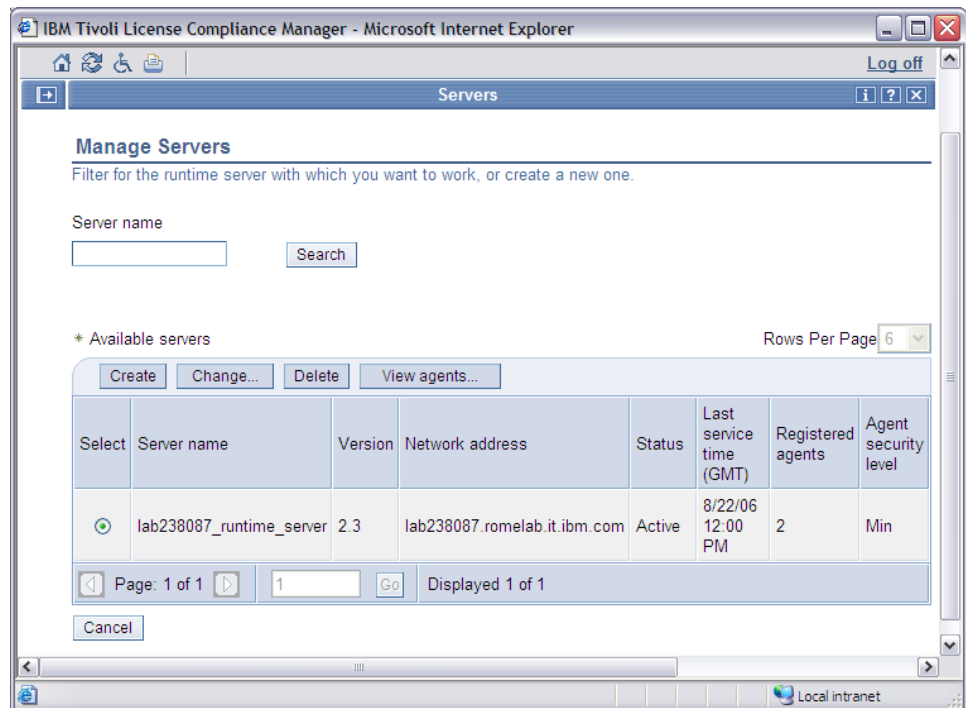 IBM Tivoli License Compliance Manager - Microsoft Internet Explorer
Log off
Servers
i ? X
Manage Servers
Filter for the runtime server with which you want to work, or create a new one.
Server name
Search
* Available servers
Rows Per Page 6
Create Change... Delete View agents...
Select Server name Version Network address Status Last service time (GMT) Registered agents Agent security level
lab238087_runtime_server 2.3 lab238087.romelab.it.ibm.com Active 8/22/06 12:00 PM 2 Min
Page: 1 of 1 1 Go Displayed 1 of 1
Cancel
Local intranet